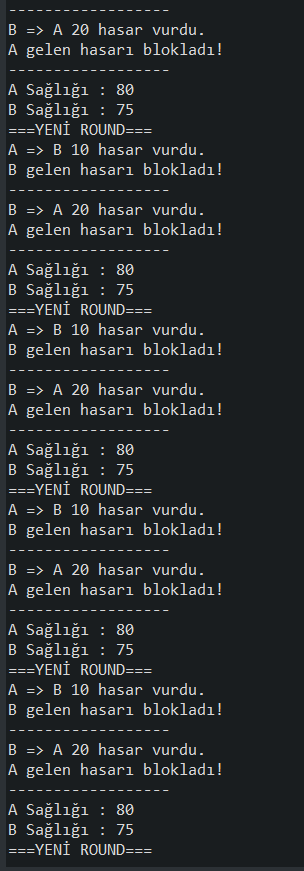 ------------------
B => A 20 hasar vurdu.
A gelen hasarı blokladı!
------------------
A Sağlığı : 80
B Sağlığı : 75
===YENİ ROUND===
A => B 10 hasar vurdu.
B gelen hasarı blokladı!
------------------
B => A 20 hasar vurdu.
A gelen hasarı blokladı!
------------------
A Sağlığı : 80
B Sağlığı : 75
===YENİ ROUND===
A => B 10 hasar vurdu.
B gelen hasarı blokladı!
------------------
B => A 20 hasar vurdu.
A gelen hasarı blokladı!
------------------
A Sağlığı : 80
B Sağlığı : 75
===YENİ ROUND===
A => B 10 hasar vurdu.
B gelen hasarı blokladı!
------------------
B => A 20 hasar vurdu.
A gelen hasarı blokladı!
------------------
A Sağlığı : 80
B Sağlığı : 75
===YENİ ROUND===
A => B 10 hasar vurdu.
B gelen hasarı blokladı!
------------------
B => A 20 hasar vurdu.
A gelen hasarı blokladı!
------------------
A Sağlığı : 80
B Sağlığı : 75
===YENİ ROUND===